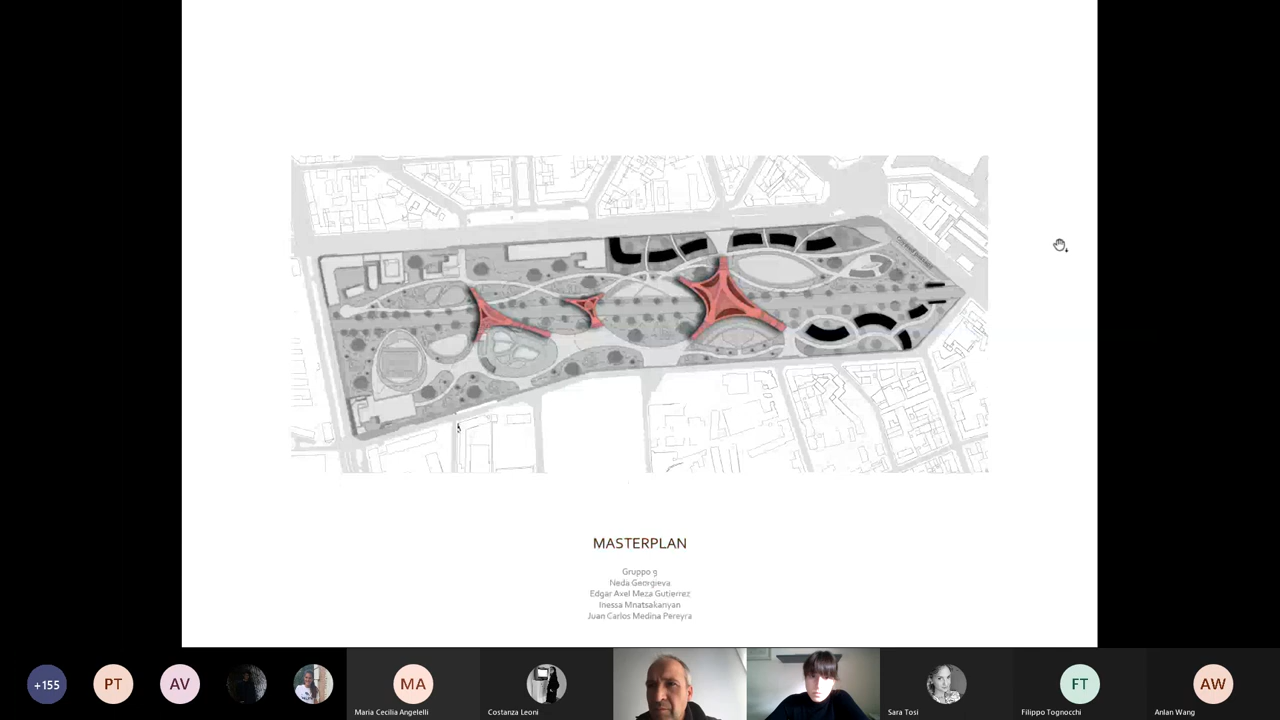 MASTERPLAN
Gruppo 9
Neda Georgieva
Edgar Axel Meza Gutierrez
Inessa Mnatsakanyan
Juan Carlos Medina Pereyra
+155
PT
AV
MA
FT
AW
Maria Cecilia Angelelli
Costanza Leoni
Sara Tosi
Filippo Tognocchi
Anlan Wang